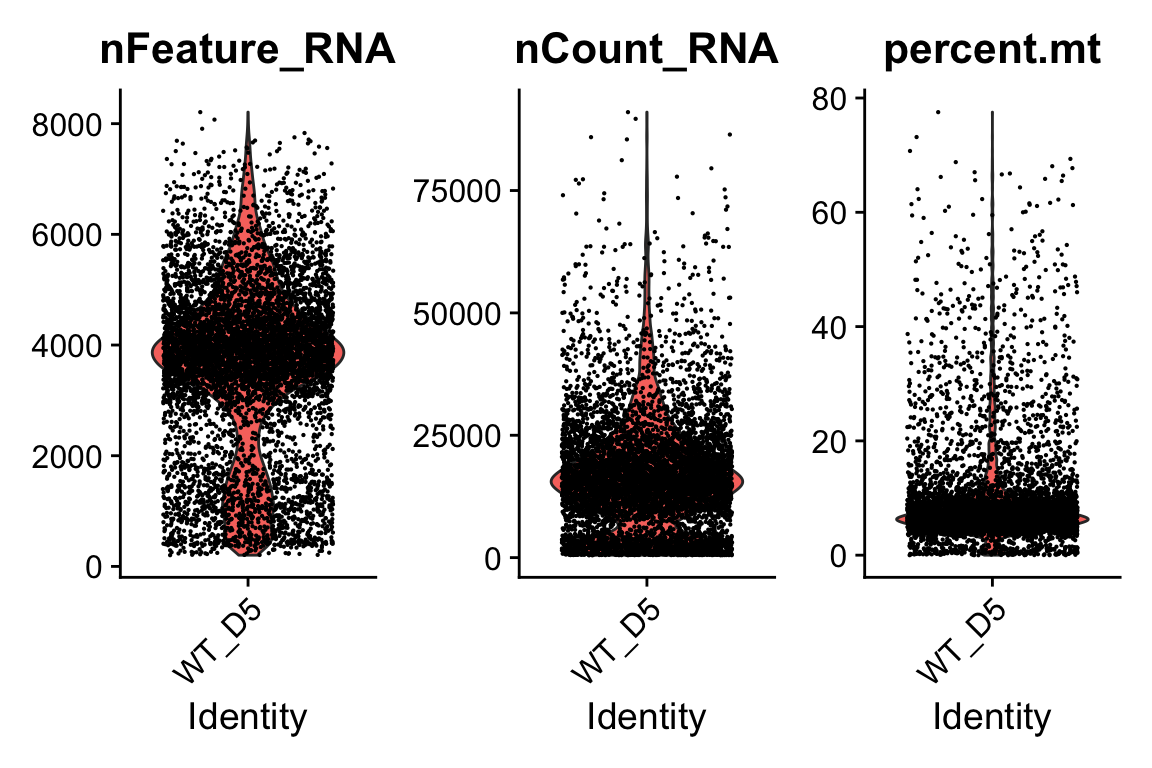 nFeature_RNA
8000
6000
4000
2000
0
WT_D5
Identity
nCount_RNA
75000
50000
25000
0
WT_D5
Identity
percent.mt
80
60
40
20
0
WT_D5
Identity